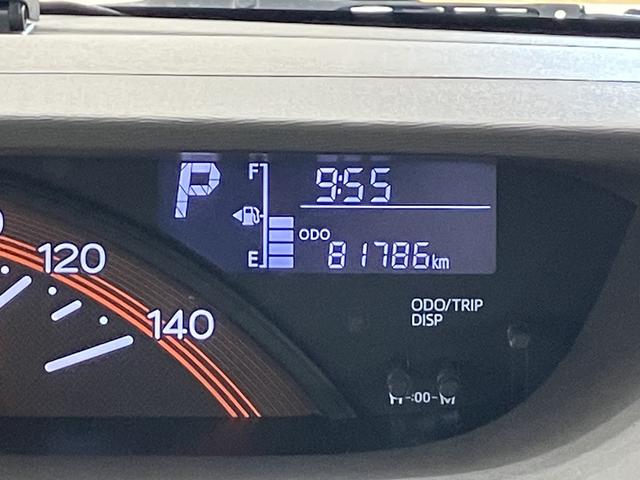 P
F
9:55
E
ODO
81786km
120
140
ODO/TRIP
DISP
H-:00-M